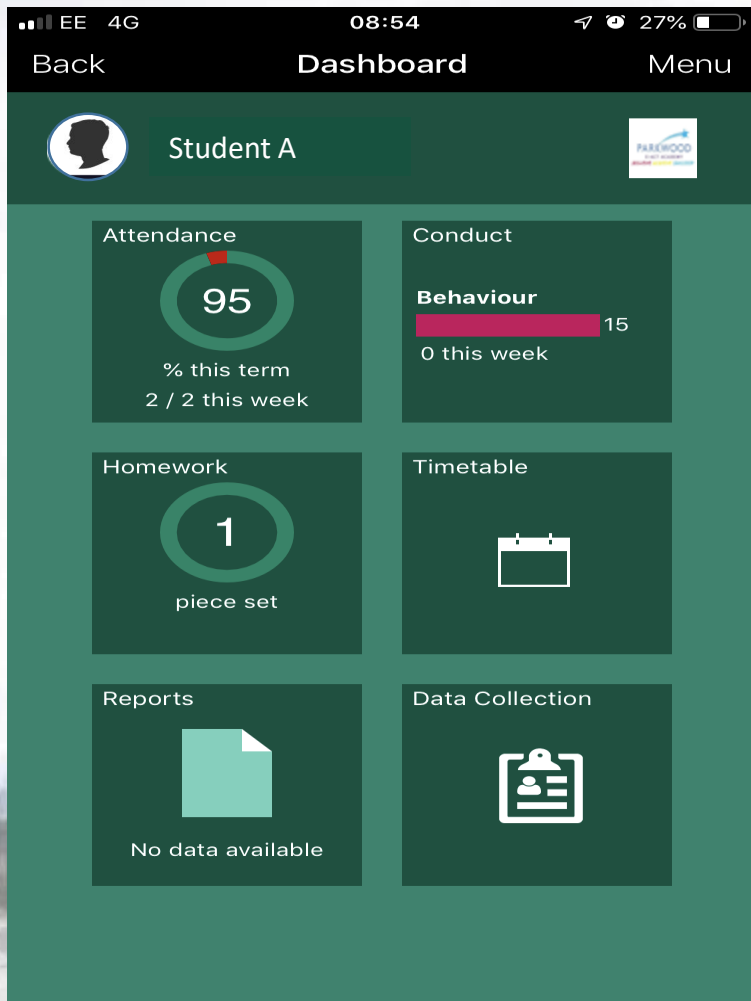 EE 4G 08:54 27%
Back Dashboard Menu
Student A
PARKWOOD
Attendance
95
% this term
2 / 2 this week
Conduct
Behaviour
15
0 this week
Homework
1
piece set
Timetable
Reports
No data available
Data Collection